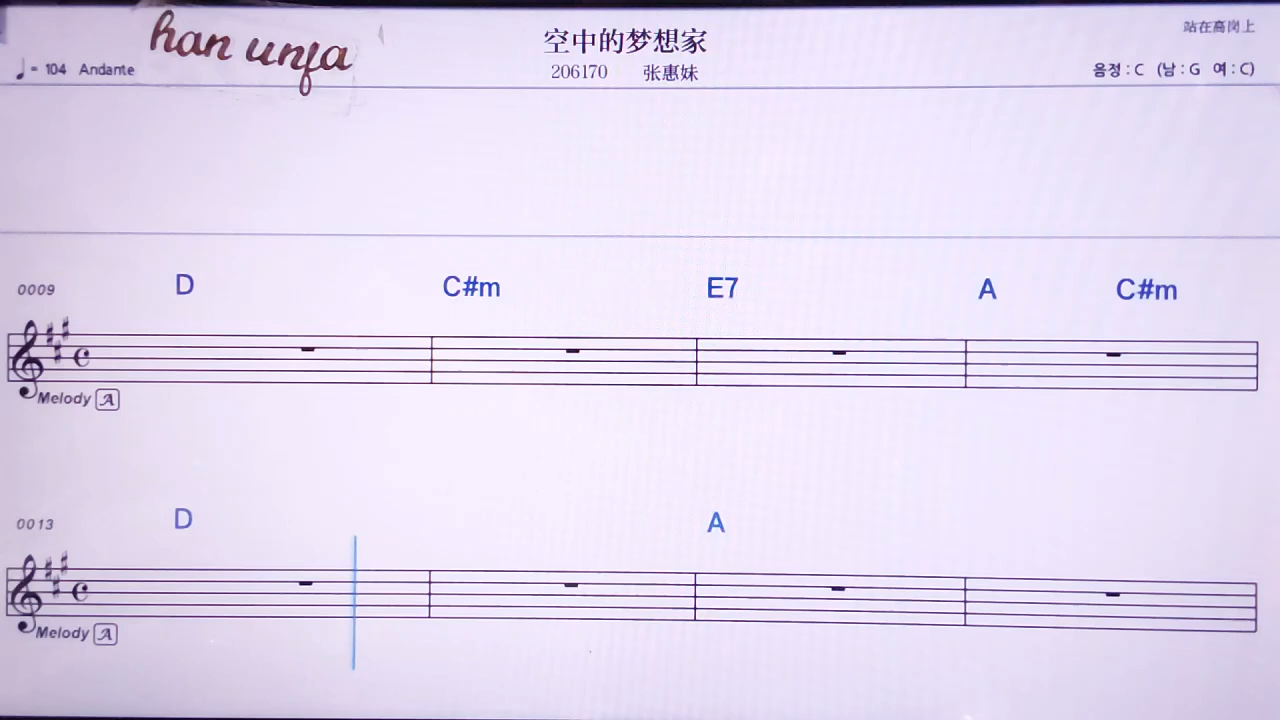 han unfa
空中的梦想家
站在高岗上
♩= 104 Andante
206170 张惠妹
음정 : C (남 : G 여 : C)
0009 D C#m E7 A C#m
Melody A
0013 D A
Melody A